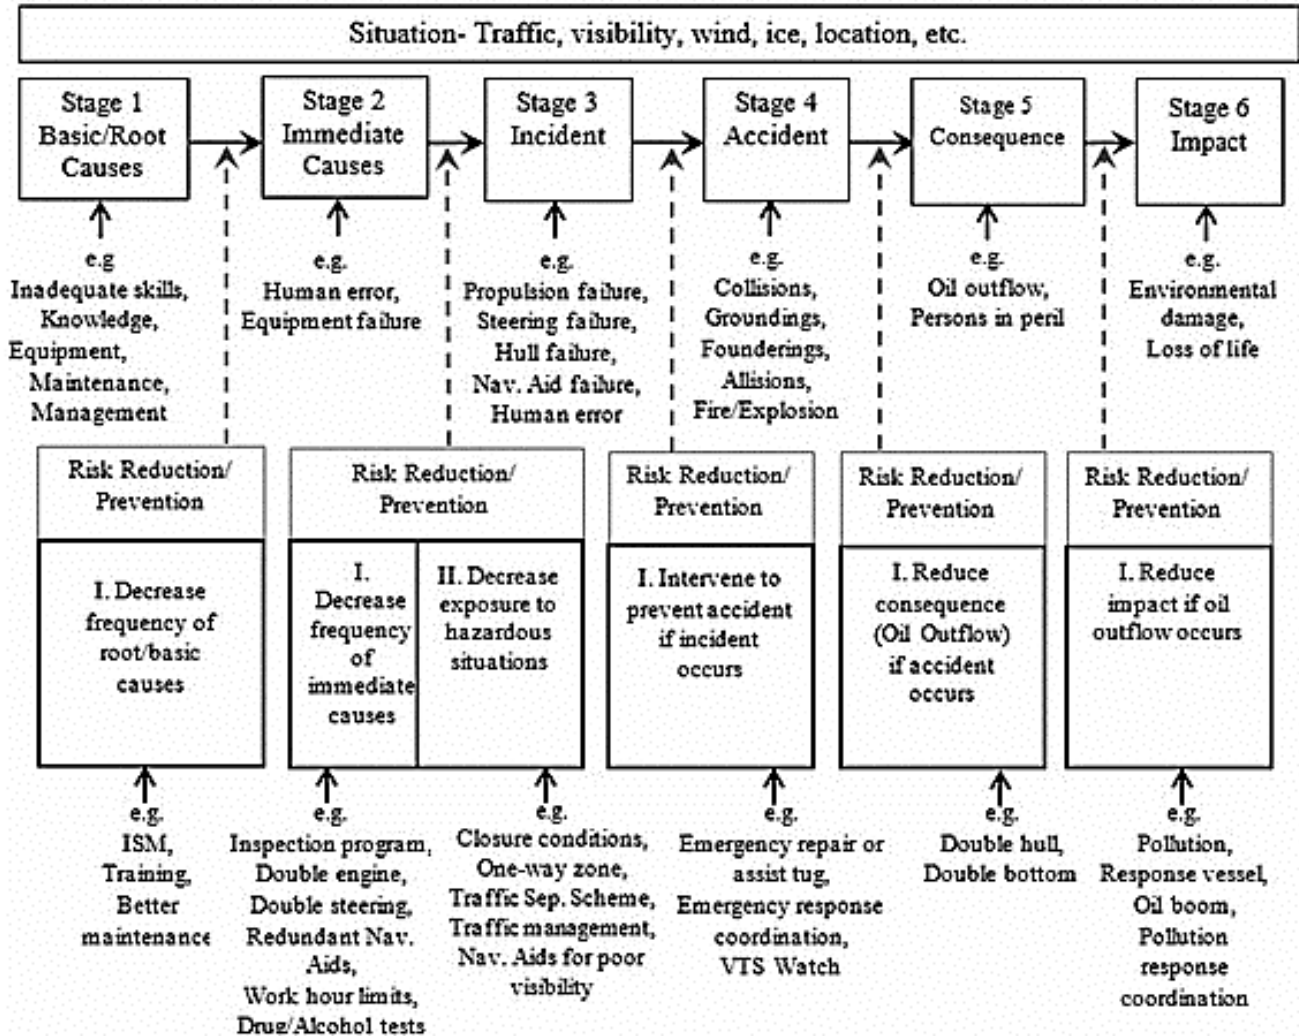 Situation- Traffic, visibility, wind, ice, location, etc.
Stage 1
Basic/Root
Causes
Stage 2
Immediate
Causes
Stage 3
Incident
Stage 4
Accident
Stage 5
Consequence
Stage 6
Impact
e.g
Inadequate skills,
Knowledge,
Equipment,
Maintenance,
Management
e.g.
Human error,
Equipment failure
e.g.
Propulsion failure,
Steering failure,
Hull failure,
Nav. Aid failure,
Human error
e.g.
Collisions,
Groundings,
Founderings,
Allisions,
Fire/Explosion
e.g.
Oil outflow,
Persons in peril
e.g.
Environmental
damage,
Loss of life
Risk Reduction/
Prevention
I. Decrease
frequency of
root/basic
causes
Risk Reduction/
Prevention
I.
Decrease
frequency
of
immediate
causes
II. Decrease
exposure to
hazardous
situations
Risk Reduction/
Prevention
I. Intervene to
prevent accident
if incident
occurs
Risk Reduction/
Prevention
I. Reduce
consequence
(Oil Outflow)
if accident
occurs
Risk Reduction/
Prevention
I. Reduce
impact if oil
outflow occurs
e.g.
ISM,
Training,
Better
maintenance
e.g.
Inspection program,
Double engine,
Double steering,
Redundant Nav.
Aids,
Work hour limits,
Drug/Alcohol tests
e.g.
Closure conditions,
One-way zone,
Traffic Sep. Scheme,
Traffic management,
Nav. Aids for poor
visibility
e.g.
Emergency repair or
assist tug,
Emergency response
coordination,
VTS Watch
e.g.
Double hull,
Double bottom
e.g.
Pollution,
Response vessel,
Oil boom,
Pollution
response
coordination